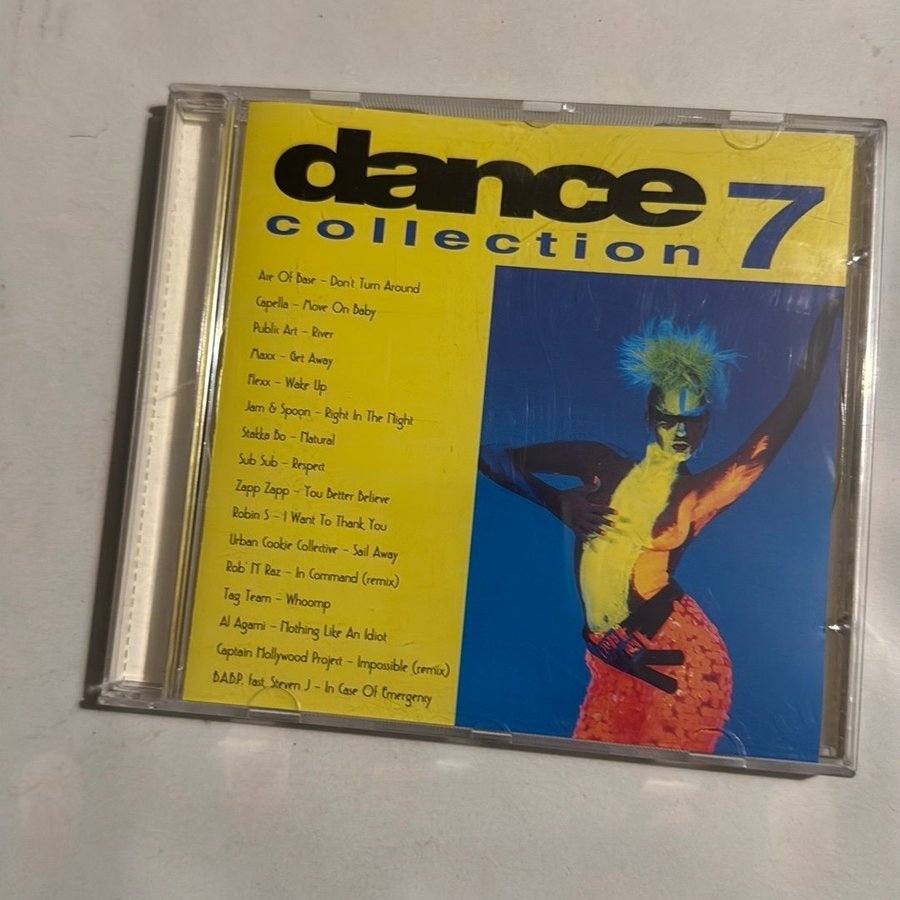 dance 7
collection
Ace Of Base – Don't Turn Around
Capella – Move On Baby
Public Art – River
Maxx – Get Away
Flexx – Wake Up
Jam & Spoon – Right In The Night
Stakka Bo – Natural
Sub Sub – Respect
Zapp Zapp – You Better Believe
Robin S – I Want To Thank You
Urban Cookie Collective – Sail Away
Rob' N' Raz – In Command (remix)
Tag Team – Whoomp
Al Agami – Nothing Like An Idiot
Captain Hollywood Project – Impossible (remix)
B.A.B.P. fast. Steven J – In Case Of Emergency